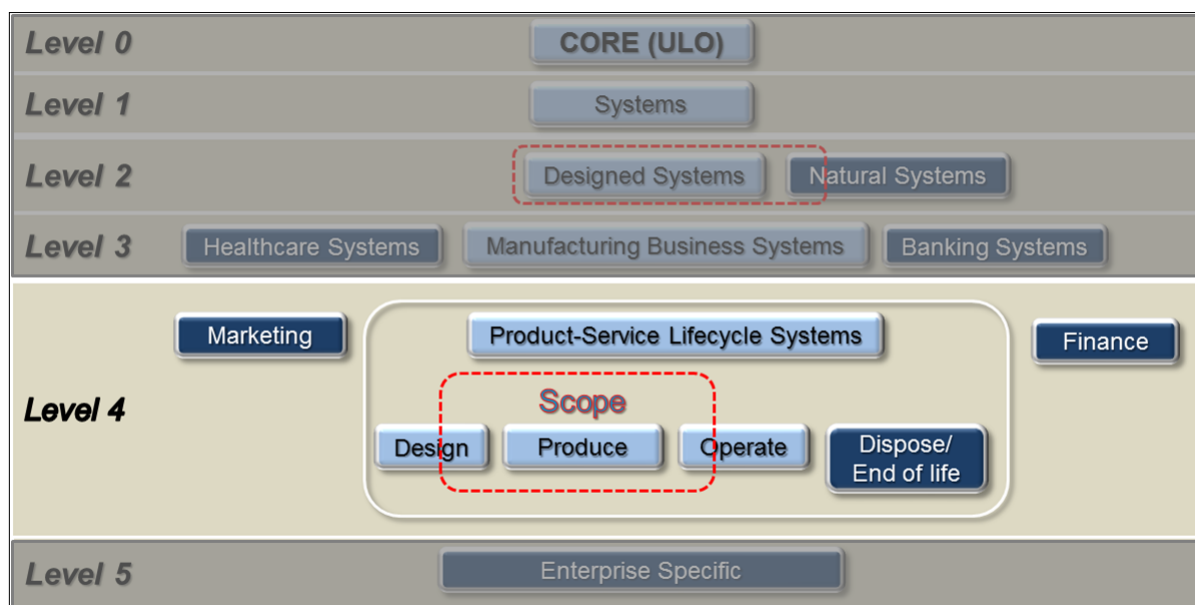 Level 0
CORE (ULO)
Level 1
Systems
Level 2
Designed Systems
Natural Systems
Level 3
Healthcare Systems
Manufacturing Business Systems
Banking Systems
Level 4
Marketing
Product-Service Lifecycle Systems
Finance
Scope
Design
Produce
Operate
Dispose/
End of life
Level 5
Enterprise Specific